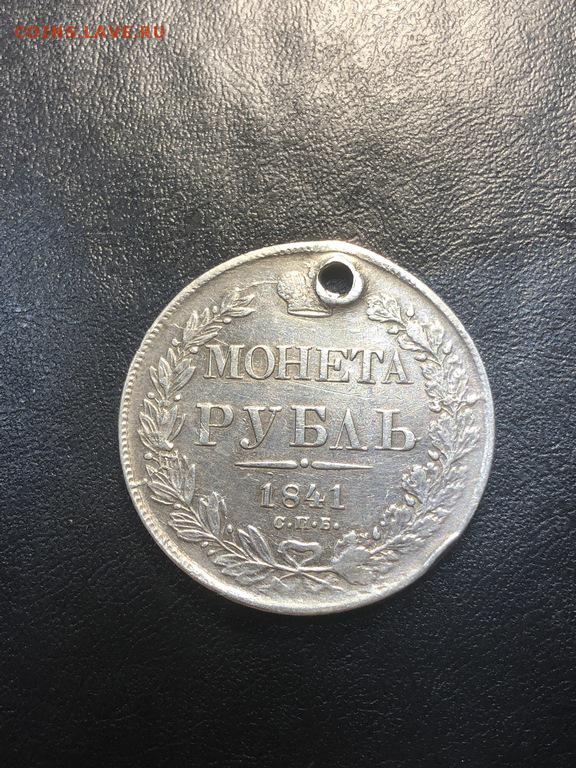 COINS.LAVE.RU
МОНЕТА
РУБЛЬ
1841
С.П.Б.